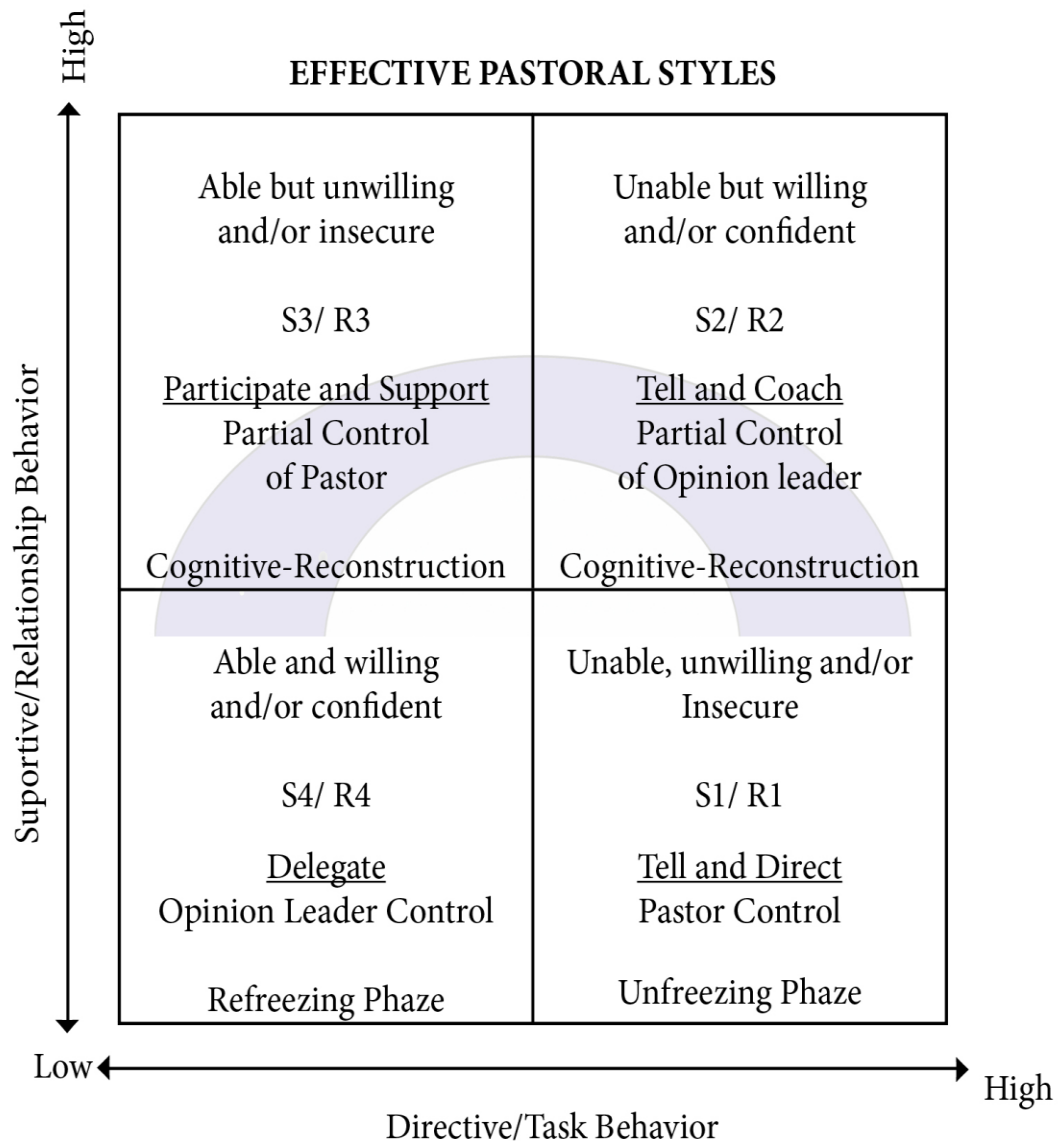 High
EFFECTIVE PASTORAL STYLES
Able but unwilling
and/or insecure
S3/ R3
Participate and Support
Partial Control
of Pastor
Cognitive-Reconstruction
Unable but willing
and/or confident
S2/ R2
Tell and Coach
Partial Control
of Opinion leader
Cognitive-Reconstruction
Suportive/Relationship Behavior
Able and willing
and/or confident
S4/ R4
Delegate
Opinion Leader Control
Refreezing Phaze
Unable, unwilling and/or
Insecure
S1/ R1
Tell and Direct
Pastor Control
Unfreezing Phaze
Low
High
Directive/Task Behavior